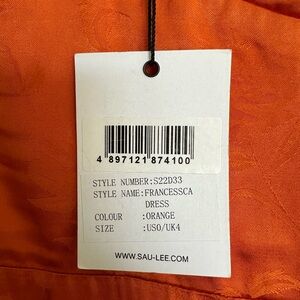 4 897121 874100
STYLE NUMBER:S22D33
STYLE NAME:FRANCESSCA
DRESS
COLOUR :ORANGE
SIZE :US0/UK4
WWW.SAU-LEE.COM